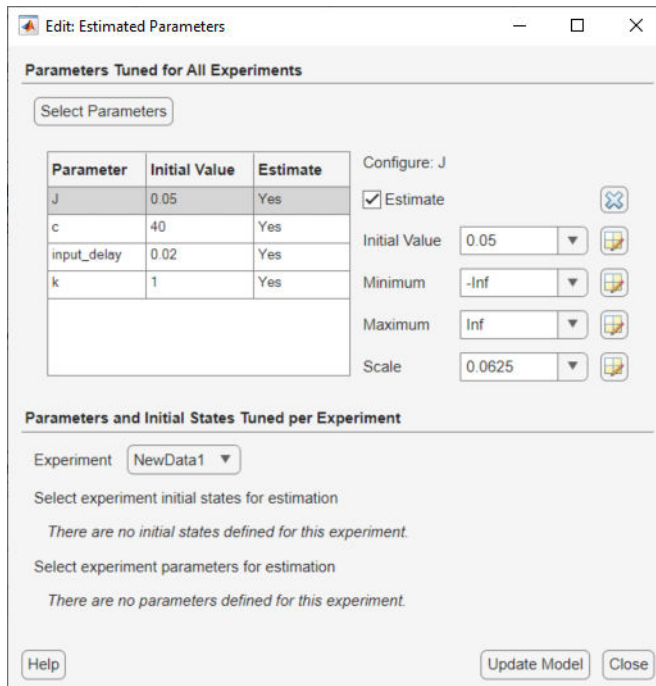 Edit: Estimated Parameters
Parameters Tuned for All Experiments
Select Parameters
Parameter Initial Value Estimate
J 0.05 Yes
c 40 Yes
input_delay 0.02 Yes
k 1 Yes
Configure: J
Estimate
Initial Value 0.05
Minimum -Inf
Maximum Inf
Scale 0.0625
Parameters and Initial States Tuned per Experiment
Experiment NewData1
Select experiment initial states for estimation
There are no initial states defined for this experiment.
Select experiment parameters for estimation
There are no parameters defined for this experiment.
Help Update Model Close